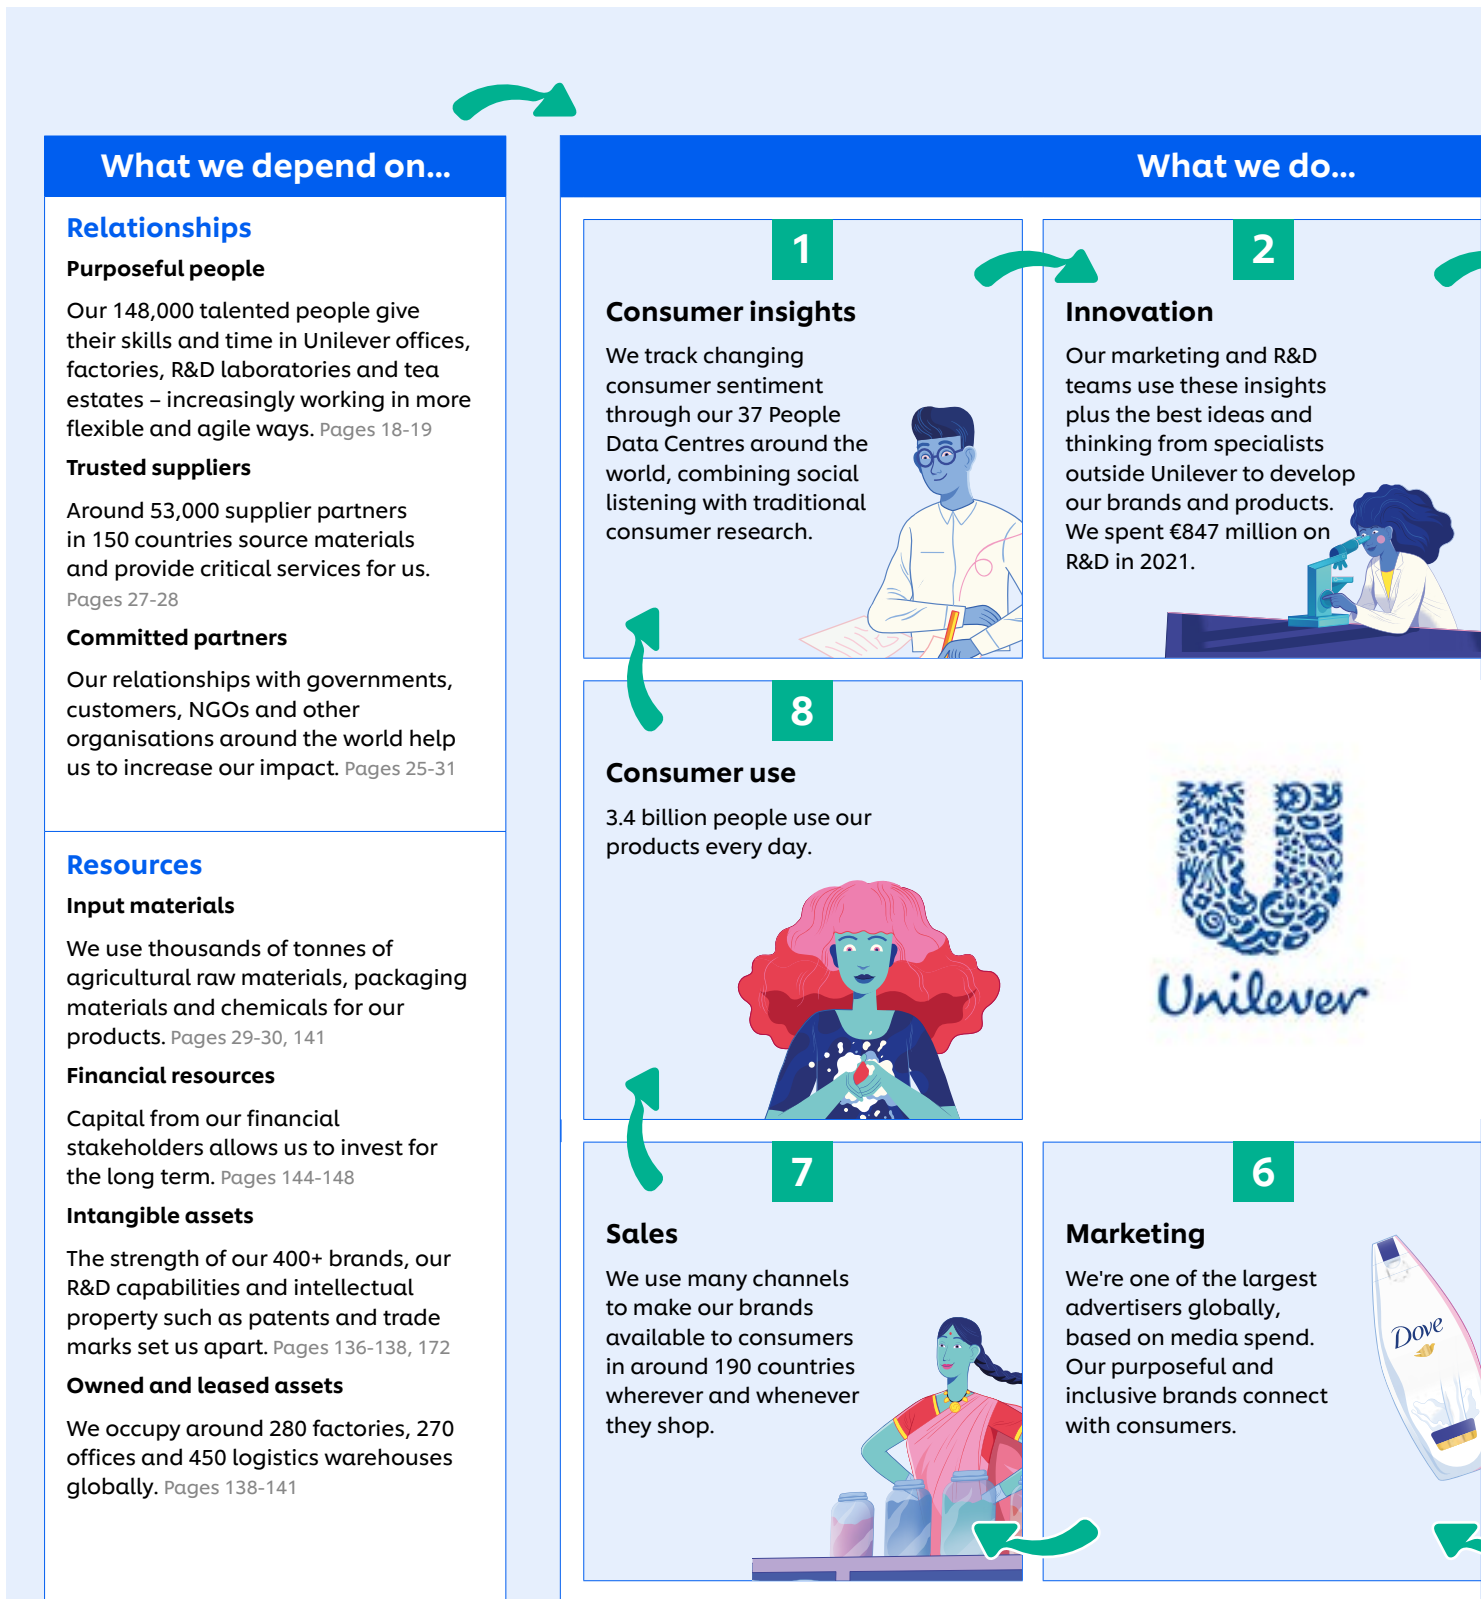 What we depend on...
Relationships
Purposeful people
Our 148,000 talented people give
their skills and time in Unilever offices,
factories, R&D laboratories and tea
estates – increasingly working in more
flexible and agile ways. Pages 18-19
Trusted suppliers
Around 53,000 supplier partners
in 150 countries source materials
and provide critical services for us.
Pages 27-28
Committed partners
Our relationships with governments,
customers, NGOs and other
organisations around the world help
us to increase our impact. Pages 25-31
Resources
Input materials
We use thousands of tonnes of
agricultural raw materials, packaging
materials and chemicals for our
products. Pages 29-30, 141
Financial resources
Capital from our financial
stakeholders allows us to invest for
the long term. Pages 144-148
Intangible assets
The strength of our 400+ brands, our
R&D capabilities and intellectual
property such as patents and trade
marks set us apart. Pages 136-138, 172
Owned and leased assets
We occupy around 280 factories, 270
offices and 450 logistics warehouses
globally. Pages 138-141
What we do...
1
Consumer insights
We track changing
consumer sentiment
through our 37 People
Data Centres around the
world, combining social
listening with traditional
consumer research.
2
Innovation
Our marketing and R&D
teams use these insights
plus the best ideas and
thinking from specialists
outside Unilever to develop
our brands and products.
We spent €847 million on
R&D in 2021.
8
Consumer use
3.4 billion people use our
products every day.
Unilever
7
Sales
We use many channels
to make our brands
available to consumers
in around 190 countries
wherever and whenever
they shop.
6
Marketing
We're one of the largest
advertisers globally,
based on media spend.
Our purposeful and
inclusive brands connect
with consumers.
Dove